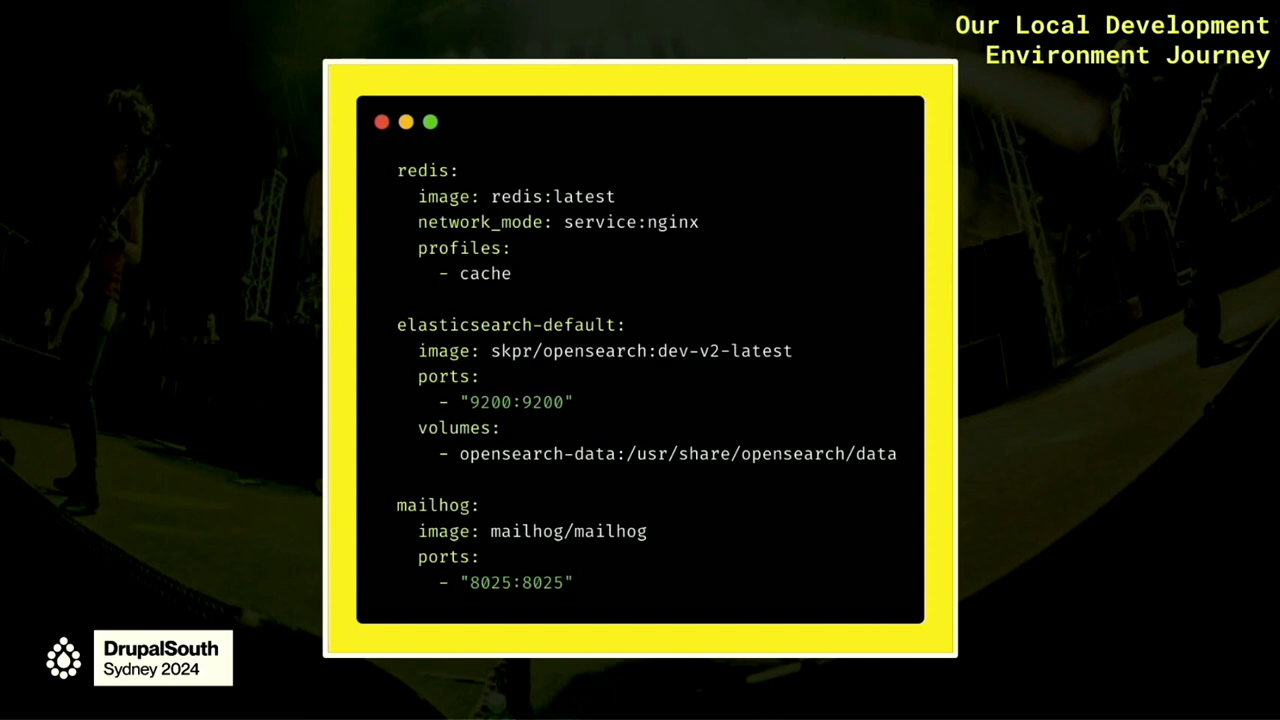 Our Local Development
Environment Journey
redis:
  image: redis:latest
  network_mode: service:nginx
  profiles:
    - cache
elasticsearch-default:
  image: skpr/opensearch:dev-v2-latest
  ports:
    - "9200:9200"
  volumes:
    - opensearch-data:/usr/share/opensearch/data
mailhog:
  image: mailhog/mailhog
  ports:
    - "8025:8025"
DrupalSouth
Sydney 2024